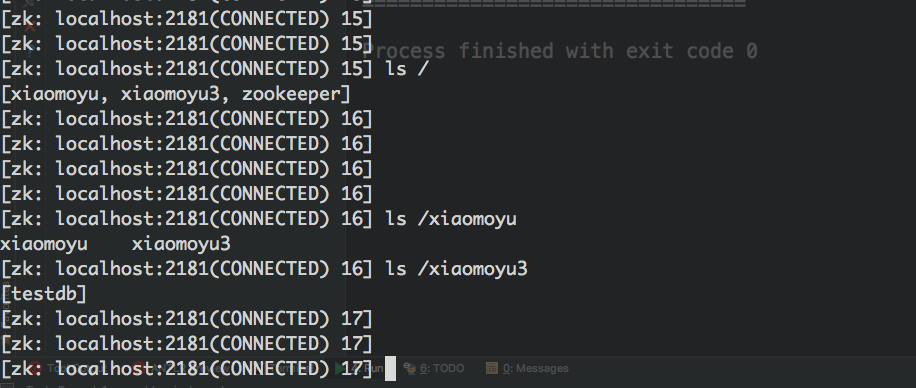 [zk: localhost:2181(CONNECTED) 15]
[zk: localhost:2181(CONNECTED) 15]
Process finished with exit code 0
[zk: localhost:2181(CONNECTED) 15] ls /
[xiaomoyu, xiaomoyu3, zookeeper]
[zk: localhost:2181(CONNECTED) 16]
[zk: localhost:2181(CONNECTED) 16]
[zk: localhost:2181(CONNECTED) 16]
[zk: localhost:2181(CONNECTED) 16]
[zk: localhost:2181(CONNECTED) 16] ls /xiaomoyu
xiaomoyu    xiaomoyu3
[zk: localhost:2181(CONNECTED) 16] ls /xiaomoyu3
[testdb]
[zk: localhost:2181(CONNECTED) 17]
[zk: localhost:2181(CONNECTED) 17]
[zk: localhost:2181(CONNECTED) 17]
Run 6: TODO 0: Messages